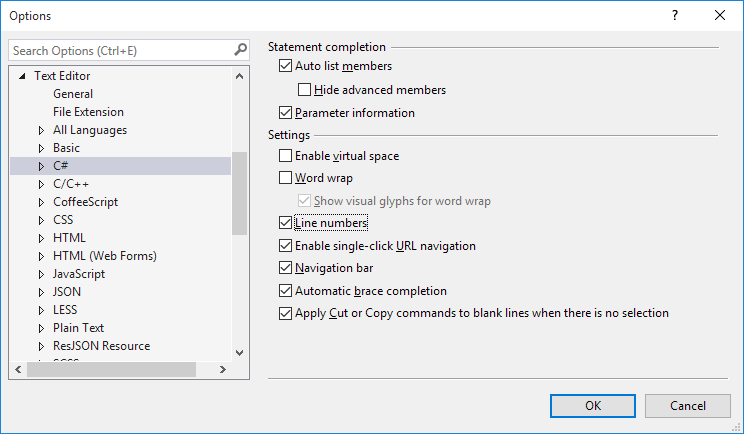 Options
?
Search Options (Ctrl+E)
Text Editor
General
File Extension
All Languages
Basic
C#
C/C++
CoffeeScript
CSS
HTML
HTML (Web Forms)
JavaScript
JSON
LESS
Plain Text
ResJSON Resource
SCSS
Statement completion
Auto list members
Hide advanced members
Parameter information
Settings
Enable virtual space
Word wrap
Show visual glyphs for word wrap
Line numbers
Enable single-click URL navigation
Navigation bar
Automatic brace completion
Apply Cut or Copy commands to blank lines when there is no selection
OK
Cancel